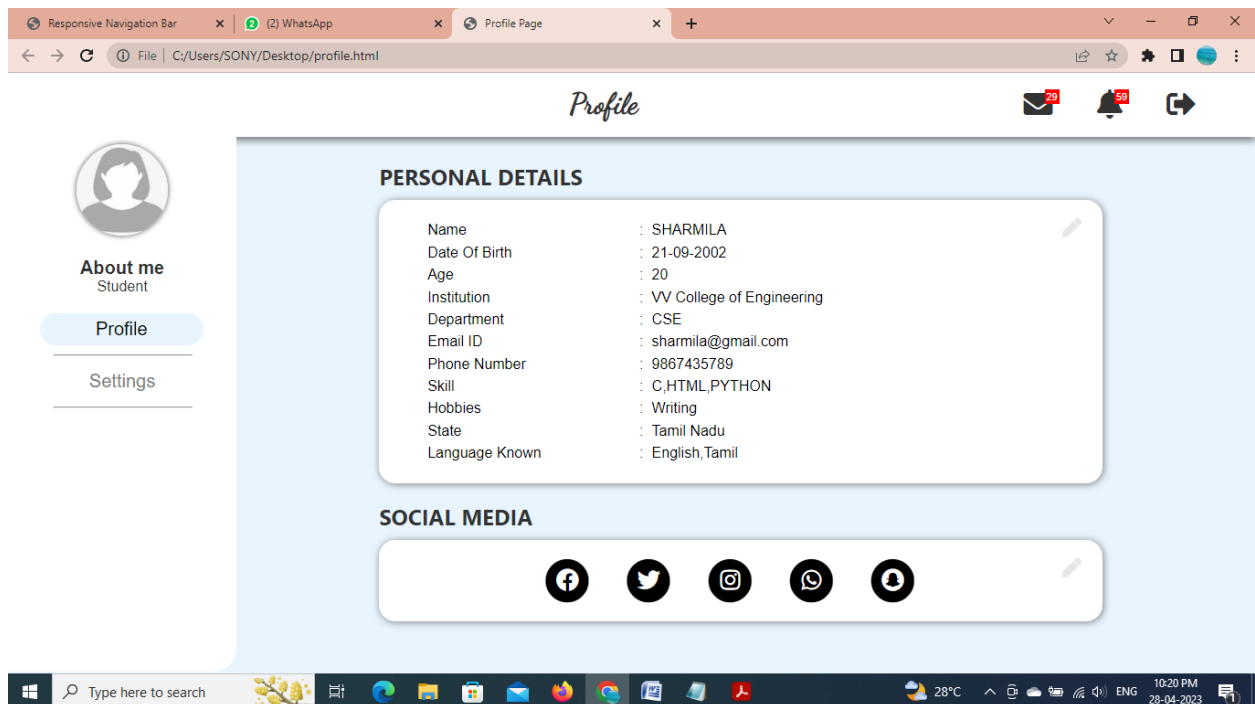 Responsive Navigation Bar
(2) WhatsApp
Profile Page
File | C:/Users/SONY/Desktop/profile.html
Profile
29
59
About me
Student
Profile
Settings
PERSONAL DETAILS
Name : SHARMILA
Date Of Birth : 21-09-2002
Age : 20
Institution : VV College of Engineering
Department : CSE
Email ID : sharmila@gmail.com
Phone Number : 9867435789
Skill : C,HTML,PYTHON
Hobbies : Writing
State : Tamil Nadu
Language Known : English,Tamil
SOCIAL MEDIA
Type here to search
28°C
ENG
10:20 PM
28-04-2023